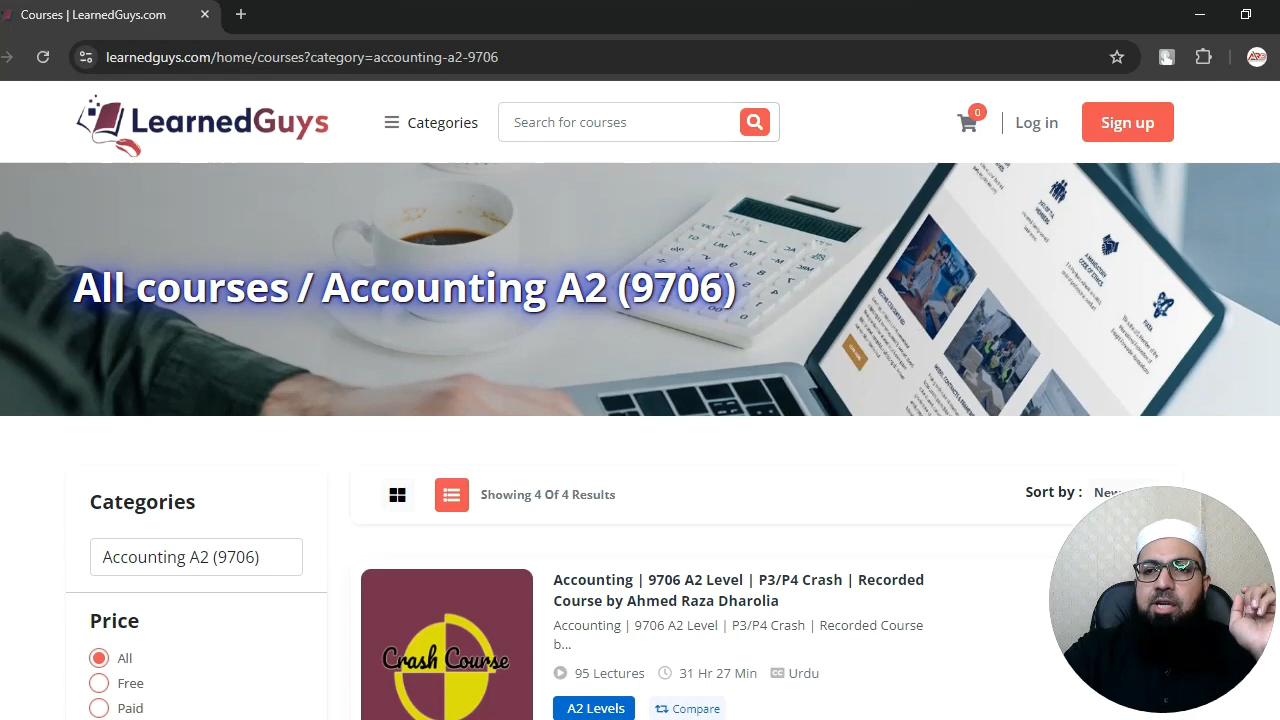 Courses | LearnedGuys.com
learnedguys.com/home/courses?category=accounting-a2-9706
LearnedGuys
Categories
Search for courses
0
Log in
Sign up
All courses / Accounting A2 (9706)
Categories
Accounting A2 (9706)
Price
All
Free
Paid
Showing 4 Of 4 Results
Sort by :
Crash Course
Accounting | 9706 A2 Level | P3/P4 Crash | Recorded
Course by Ahmed Raza Dharolia
Accounting | 9706 A2 Level | P3/P4 Crash | Recorded Course
b...
95 Lectures
31 Hr 27 Min
CC
Urdu
A2 Levels
Compare